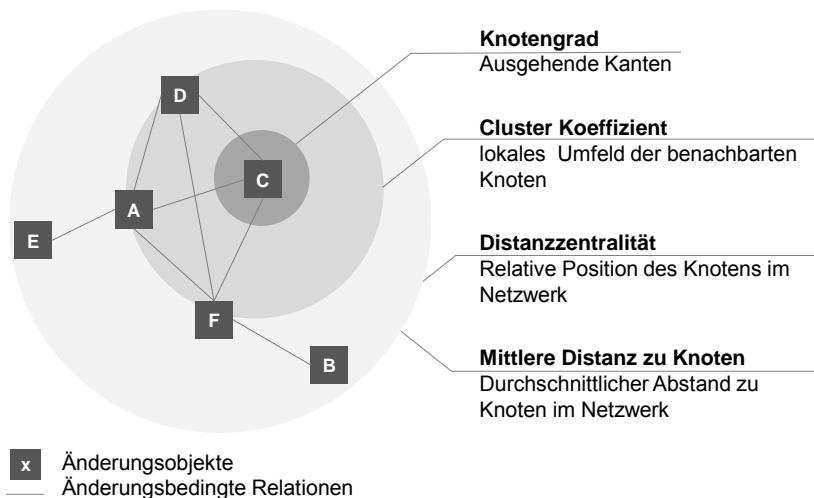 Knotengrad
Ausgehende Kanten
D
Cluster Koeffizient
lokales Umfeld der benachbarten
Knoten
C
A
E
Distanzzentralität
Relative Position des Knotens im
Netzwerk
F
B
Mittlere Distanz zu Knoten
Durchschnittlicher Abstand zu
Knoten im Netzwerk
x Änderungsobjekte
Änderungsbedingte Relationen